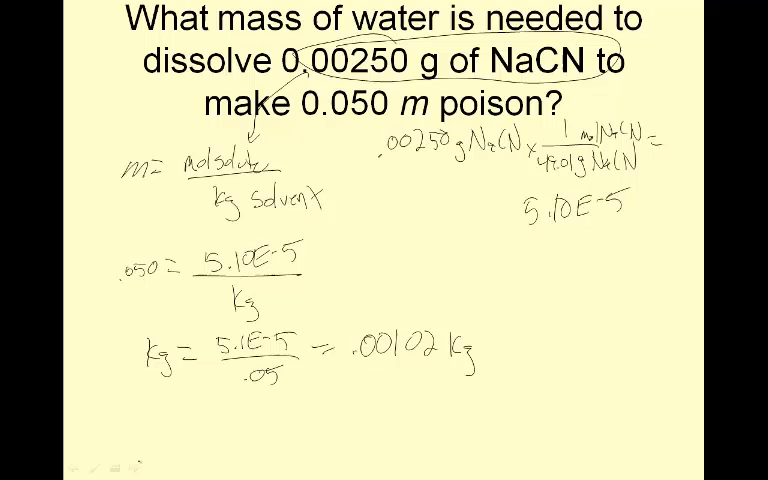 What mass of water is needed to
dissolve 0.00250 g of NaCN to
make 0.050 m poison?
.00250 g NaCN x 1 mol NaCN / 49.01 g NaCN =
5.10E-5
m = mol solute / kg solvent
.050 = 5.10E-5 / kg
kg = 5.1E-5 / .05 = .00102 kg